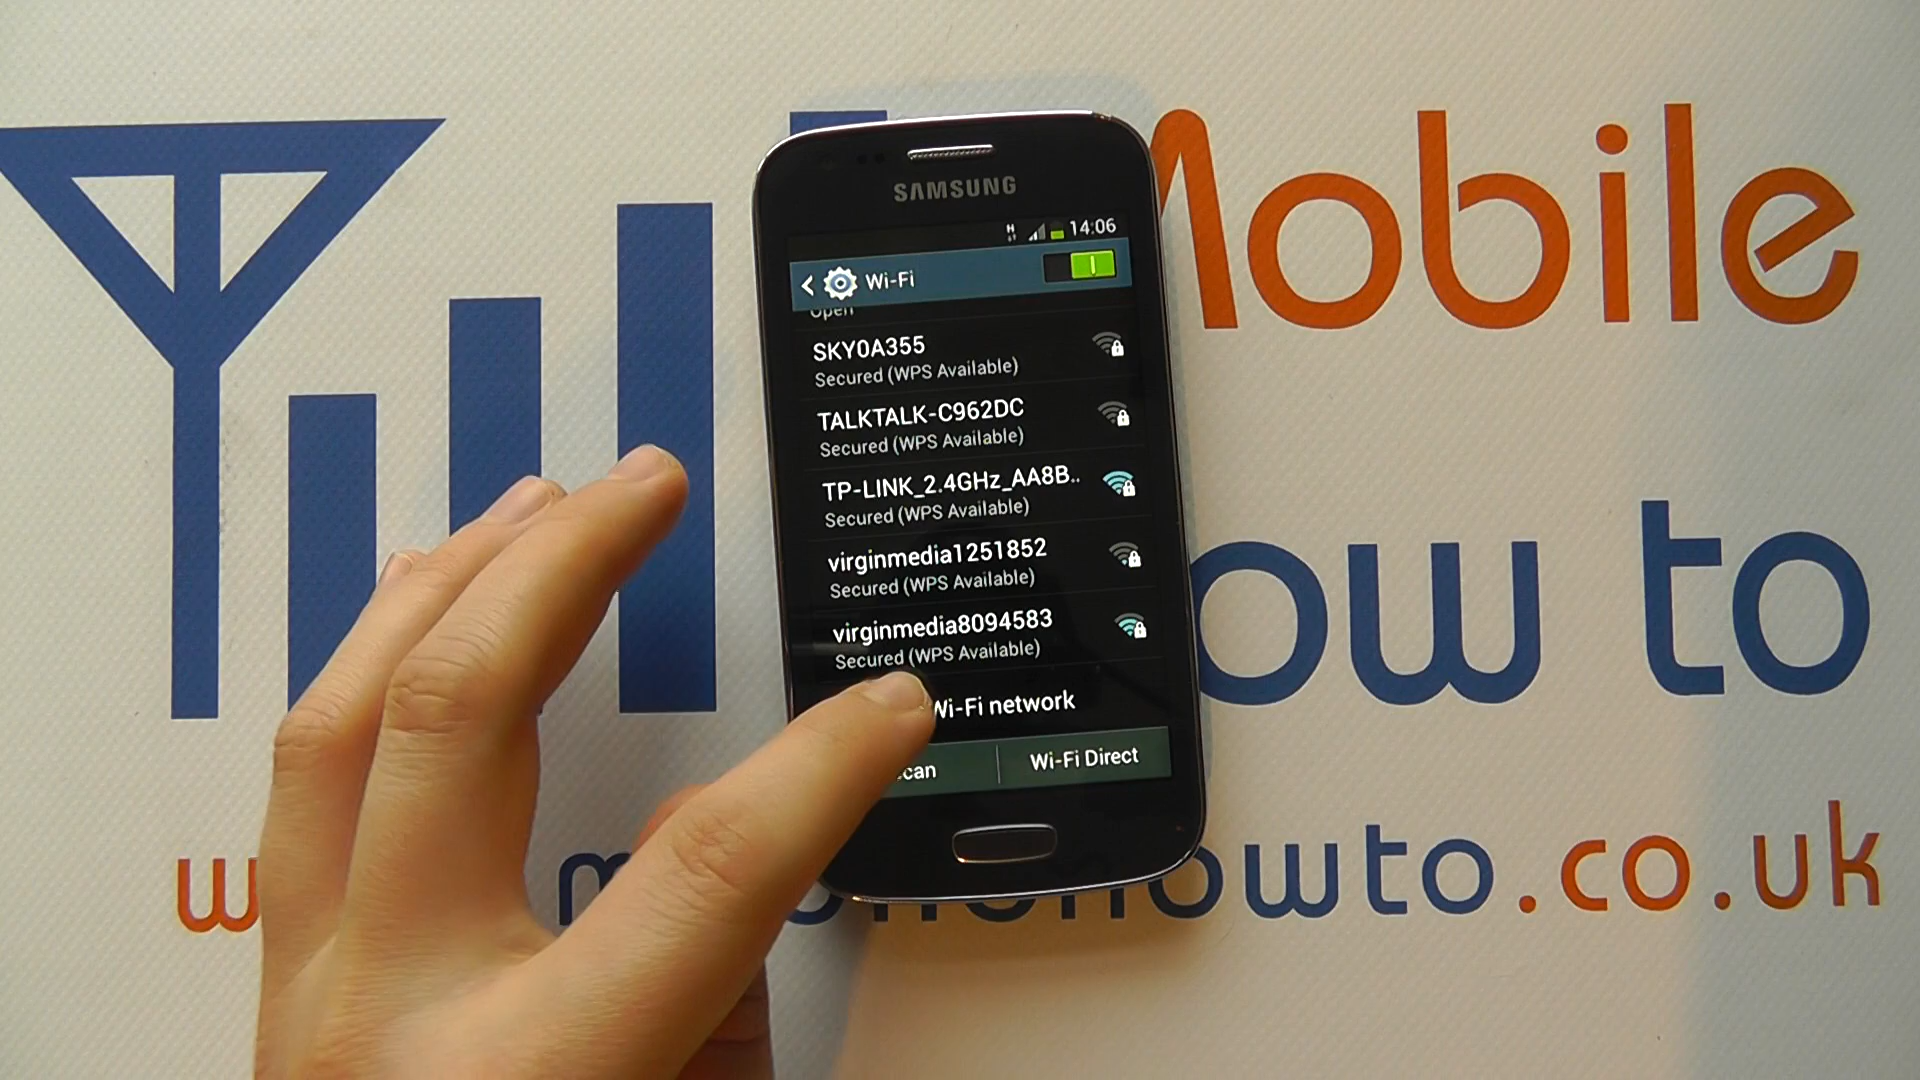 Mobile
SAMSUNG
H 14:06
Wi-Fi
Open
SKY0A355
Secured (WPS Available)
TALKTALK-C962DC
Secured (WPS Available)
TP-LINK_2.4GHz_AA8B..
Secured (WPS Available)
virginmedia1251852
Secured (WPS Available)
virginmedia8094583
Secured (WPS Available)
Wi-Fi network
Wi-Fi Direct
to
.co.uk